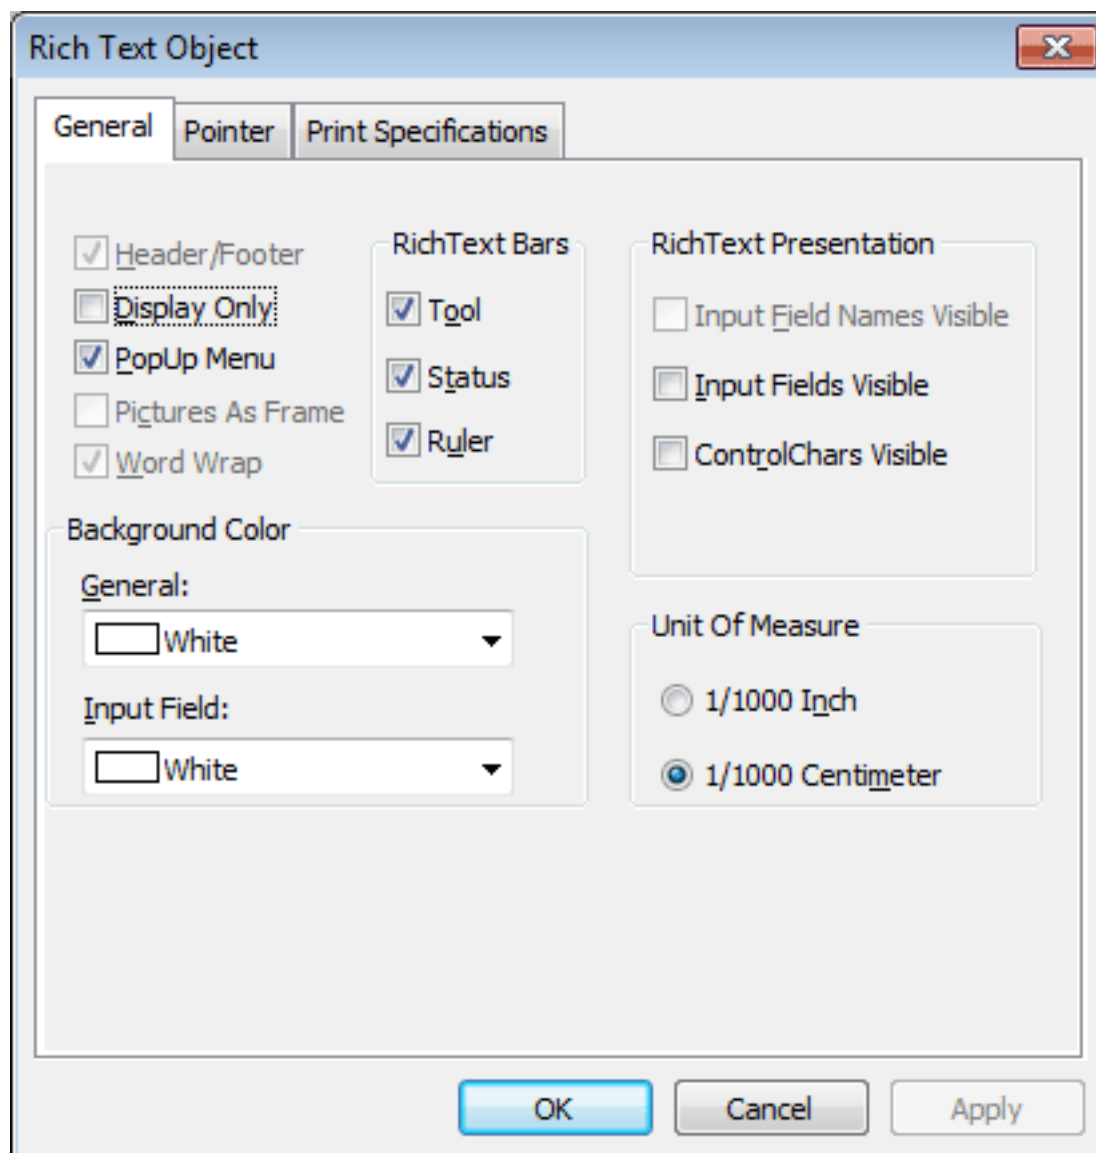 Rich Text Object
General Pointer Print Specifications
Header/Footer
Display Only
PopUp Menu
Pictures As Frame
Word Wrap
RichText Bars
Tool
Status
Ruler
RichText Presentation
Input Field Names Visible
Input Fields Visible
ControlChars Visible
Background Color
General:
White
Input Field:
White
Unit Of Measure
1/1000 Inch
1/1000 Centimeter
OK Cancel Apply